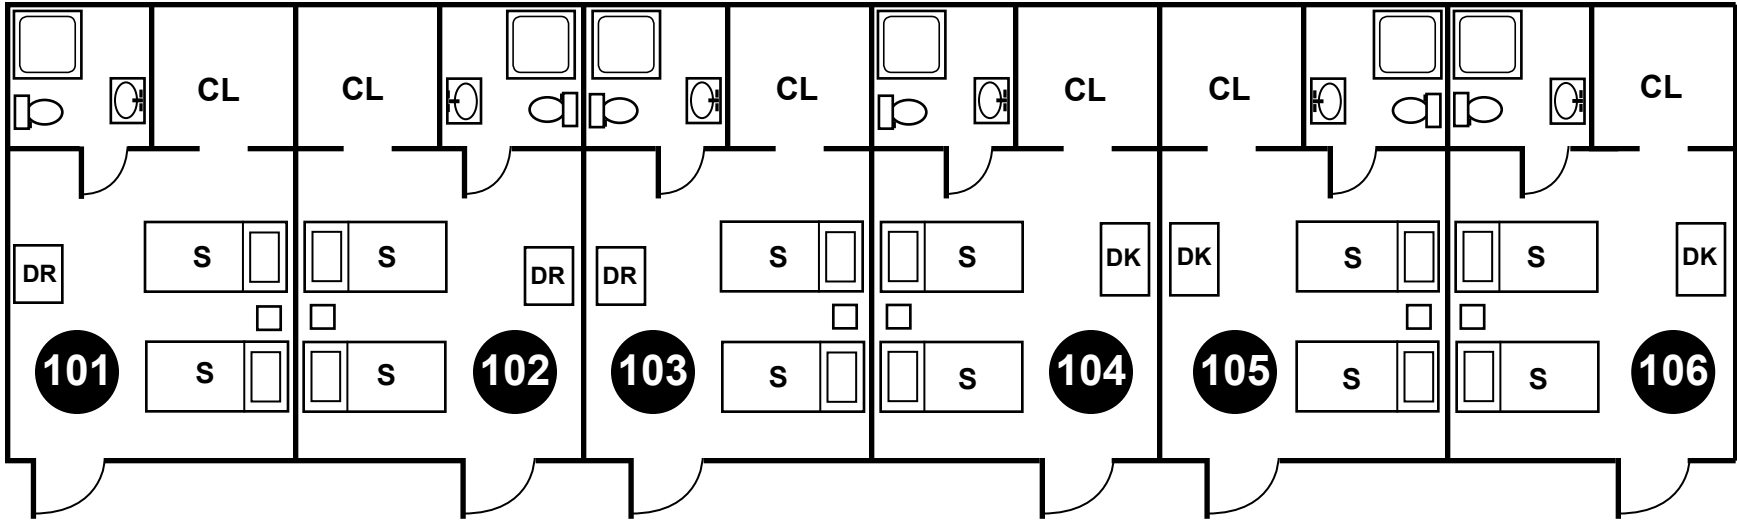 CL CL CL CL CL CL
S S S S S S
DR DR DR DK DK DK
101 102 103 104 105 106
S S S S S S